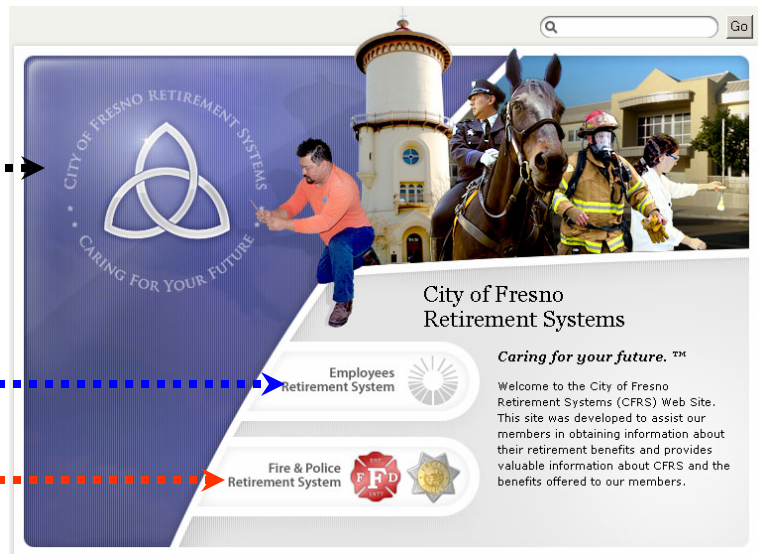 Go
CITY OF FRESNO RETIREMENT SYSTEMS
CARING FOR YOUR FUTURE
City of Fresno
Retirement Systems
Caring for your future. ™
Welcome to the City of Fresno
Retirement Systems (CFRS) Web Site.
This site was developed to assist our
members in obtaining information about
their retirement benefits and provides
valuable information about CFRS and the
benefits offered to our members.
Employees
Retirement System
Fire & Police
Retirement System
F F D